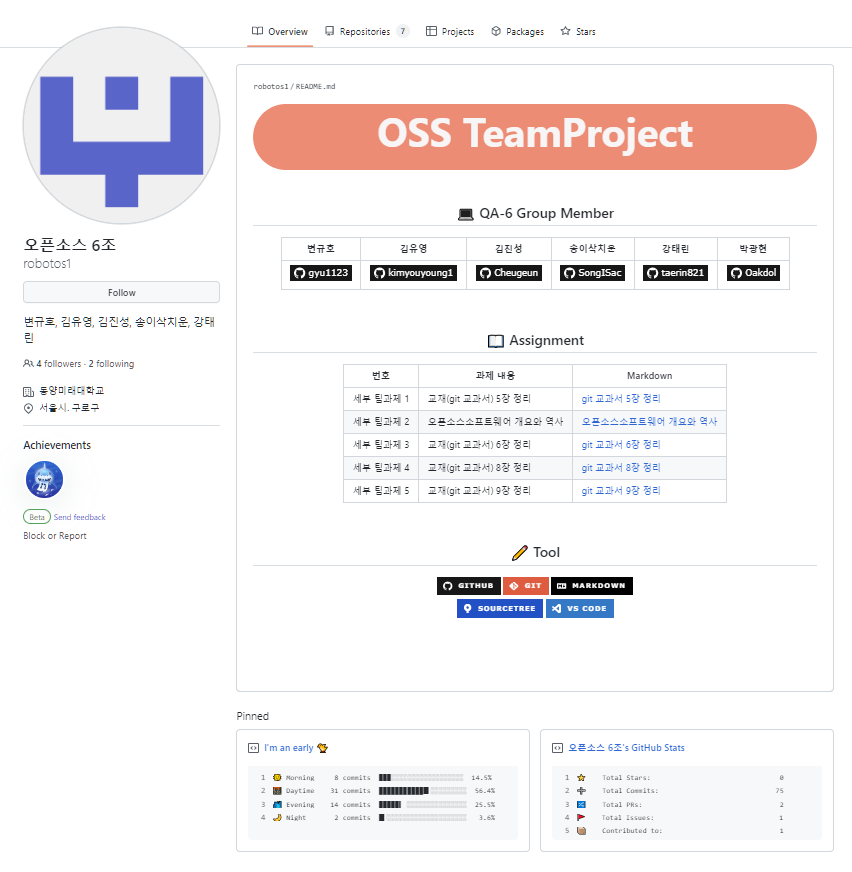 Overview Repositories 7 Projects Packages Stars
오픈소스 6조
robotos1
Follow
변규호, 김유영, 김진성, 송이삭치운, 강태
린
4 followers · 2 following
동양미래대학교
서울시. 구로구
Achievements
Beta Send feedback
Block or Report
robotos1 / README.md
OSS TeamProject
QA-6 Group Member
변규호 김유영 김진성 송이삭치운 강태린 박광현
gyu1123 kimyouyoung1 Cheugeun SongISac taerin821 Oakdol
Assignment
번호 과제 내용 Markdown
세부 팀과제 1 교재(git 교과서) 5장 정리 git 교과서 5장 정리
세부 팀과제 2 오픈소스소프트웨어 개요와 역사 오픈소스소프트웨어 개요와 역사
세부 팀과제 3 교재(git 교과서) 6장 정리 git 교과서 6장 정리
세부 팀과제 4 교재(git 교과서) 8장 정리 git 교과서 8장 정리
세부 팀과제 5 교재(git 교과서) 9장 정리 git 교과서 9장 정리
Tool
GITHUB GIT MARKDOWN
SOURCETREE VS CODE
Pinned
I'm an early
1 Morning 8 commits 14.5%
2 Daytime 31 commits 56.4%
3 Evening 14 commits 25.5%
4 Night 2 commits 3.6%
오픈소스 6조's GitHub Stats
1 Total Stars: 0
2 Total Commits: 75
3 Total PRs: 2
4 Total Issues: 1
5 Contributed to: 1